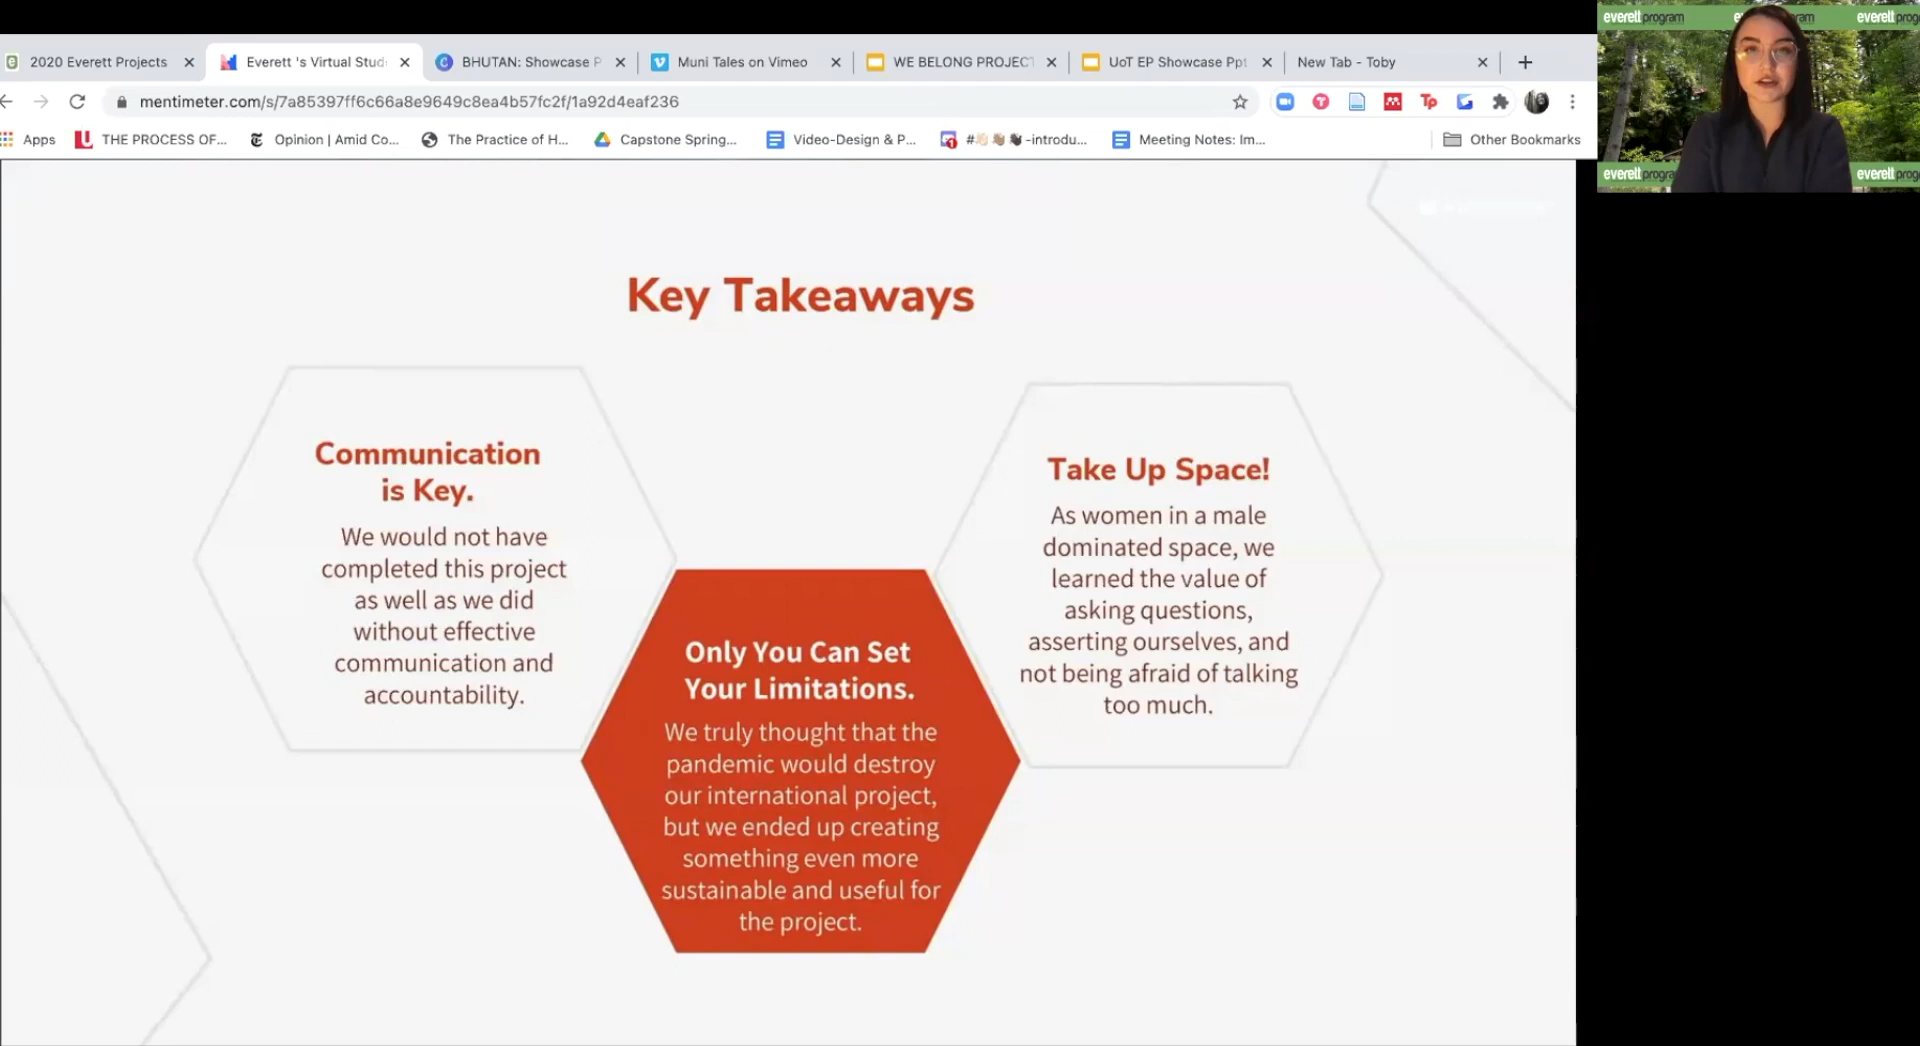 everett program
everett prog
2020 Everett Projects
Everett 's Virtual Stud
BHUTAN: Showcase P
Muni Tales on Vimeo
WE BELONG PROJECT
UoT EP Showcase Ppt
New Tab - Toby
mentimeter.com/s/7a85397ff6c66a8e9649c8ea4b57fc2f/1a92d4eaf236
Apps
THE PROCESS OF...
Opinion | Amid Co...
The Practice of H...
Capstone Spring...
Video-Design & P...
#👏🏻👏🏽👏🏿-introdu...
Meeting Notes: Im...
Other Bookmarks
everett progra
everett prog
Key Takeaways
Communication
is Key.
We would not have
completed this project
as well as we did
without effective
communication and
accountability.
Only You Can Set
Your Limitations.
We truly thought that the
pandemic would destroy
our international project,
but we ended up creating
something even more
sustainable and useful for
the project.
Take Up Space!
As women in a male
dominated space, we
learned the value of
asking questions,
asserting ourselves, and
not being afraid of talking
too much.